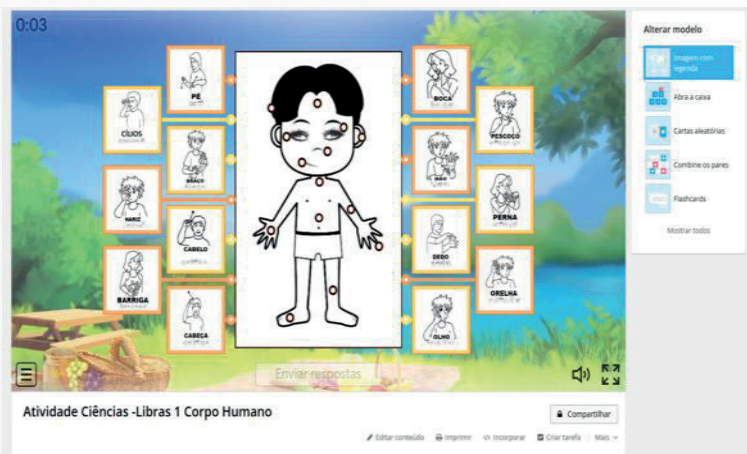 0:03
PÉ
CÍLIOS
BRAÇO
NARIZ
CABELO
BARRIGA
CABEÇA
BOCA
PESCOÇO
PERNA
DEDO
ORELHA
OLHO
Enviar respostas
Alterar modelo
Imagem com
legenda
Abra a caixa
Cartas aleatórias
Combine os pares
Flashcards
Mostrar todos
Atividade Ciências -Libras 1 Corpo Humano
Compartilhar
Editar conteúdo
Imprimir
Incorporar
Criar tarefa
Mais